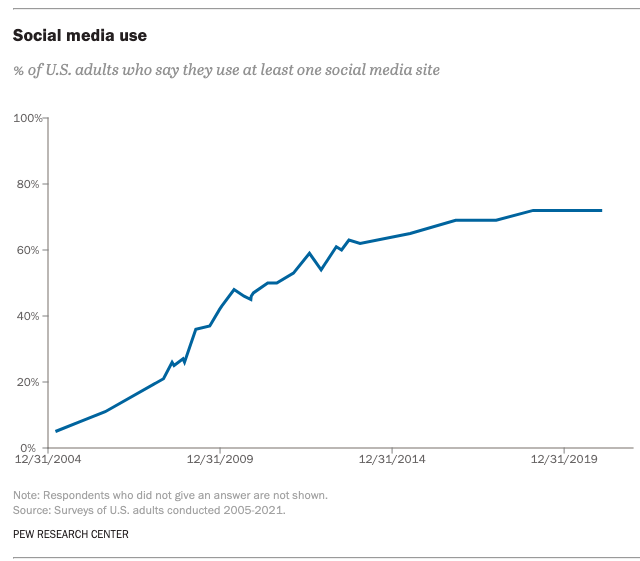 Social media use
% of U.S. adults who say they use at least one social media site
100%
80%
60%
40%
20%
0%
12/31/2004 12/31/2009 12/31/2014 12/31/2019
Note: Respondents who did not give an answer are not shown.
Source: Surveys of U.S. adults conducted 2005-2021.
PEW RESEARCH CENTER